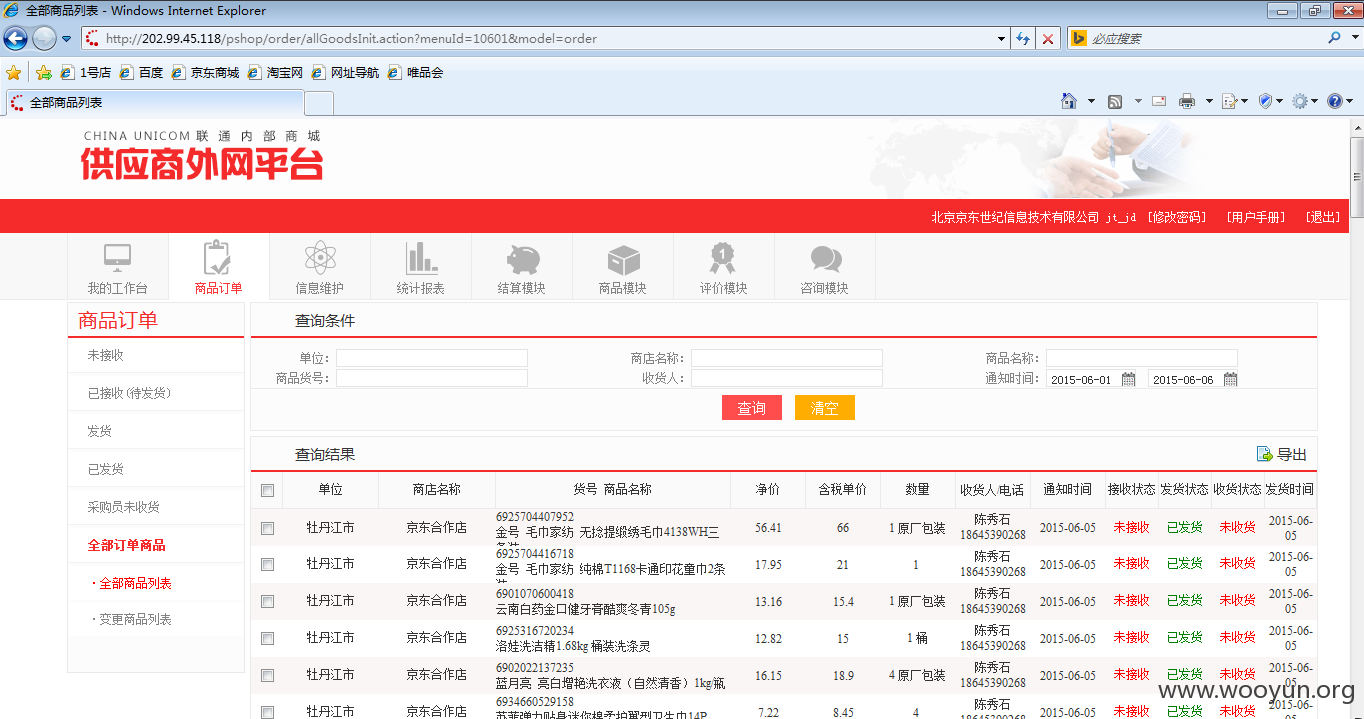 全部商品列表 - Windows Internet Explorer
http://202.99.45.118/pshop/order/allGoodsInit.action?menuId=10601&model=order
必应搜索
1号店 百度 京东商城 淘宝网 网址导航 唯品会
全部商品列表
CHINA UNICOM 联通内部商城
供应商外网平台
北京京东世纪信息技术有限公司 jt_jd [修改密码] [用户手册] [退出]
我的工作台 商品订单 信息维护 统计报表 结算模块 商品模块 评价模块 咨询模块
商品订单
未接收
已接收(待发货)
发货
已发货
采购员未收货
全部订单商品
·全部商品列表
·变更商品列表
查询条件
单位: 商店名称: 商品名称:
商品货号: 收货人: 通知时间: 2015-06-01 2015-06-06
查询 清空
查询结果 导出
单位 商店名称 货号 商品名称 净价 含税单价 数量 收货人/电话 通知时间 接收状态 发货状态 收货状态 发货时间
牡丹江市 京东合作店 6925704407952 金号 毛巾家纺 无捻提缎绣毛巾4138WH三 56.41 66 1 原厂包装 陈秀石 18645390268 2015-06-05 未接收 已发货 未收货 2015-06-05
牡丹江市 京东合作店 6925704416718 金号 毛巾家纺 纯棉T1168卡通印花童巾2条 17.95 21 1 陈秀石 18645390268 2015-06-05 未接收 已发货 未收货 2015-06-05
牡丹江市 京东合作店 6901070600418 云南白药金口健牙膏酷爽冬青105g 13.16 15.4 1 原厂包装 陈秀石 18645390268 2015-06-05 未接收 已发货 未收货 2015-06-05
牡丹江市 京东合作店 6925316720234 洛娃洗洁精1.68kg 桶装洗涤灵 12.82 15 1 桶 陈秀石 18645390268 2015-06-05 未接收 已发货 未收货 2015-06-05
牡丹江市 京东合作店 6902022137235 蓝月亮 亮白增艳洗衣液（自然清香）1kg/瓶 16.15 18.9 4 原厂包装 陈秀石 18645390268 2015-06-05 未接收 已发货 未收货 2015-06-05
牡丹江市 京东合作店 6934660529158 苏菲弹力贴身迷你棉柔护翼型卫生巾14P 7.22 8.45 4 陈秀石 18645390268 2015-06-05 未接收 已发货 未收货 2015-06-
www.wooyun.org